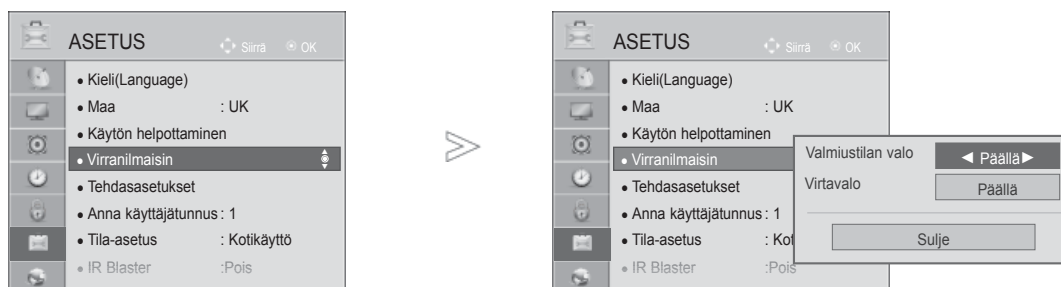 ASETUS
Siirrä OK
• Kieli(Language)
• Maa : UK
• Käytön helpottaminen
• Virranilmaisin
• Tehdasasetukset
• Anna käyttäjätunnus : 1
• Tila-asetus : Kotikäyttö
• IR Blaster :Pois
ASETUS
Siirrä OK
• Kieli(Language)
• Maa : UK
• Käytön helpottaminen
• Virranilmaisin
• Tehdasasetukset
• Anna käyttäjätunnus : 1
• Tila-asetus : Kot
• IR Blaster :Pois
Valmiustilan valo ◀ Päällä ▶
Virtavalo Päällä
Sulje